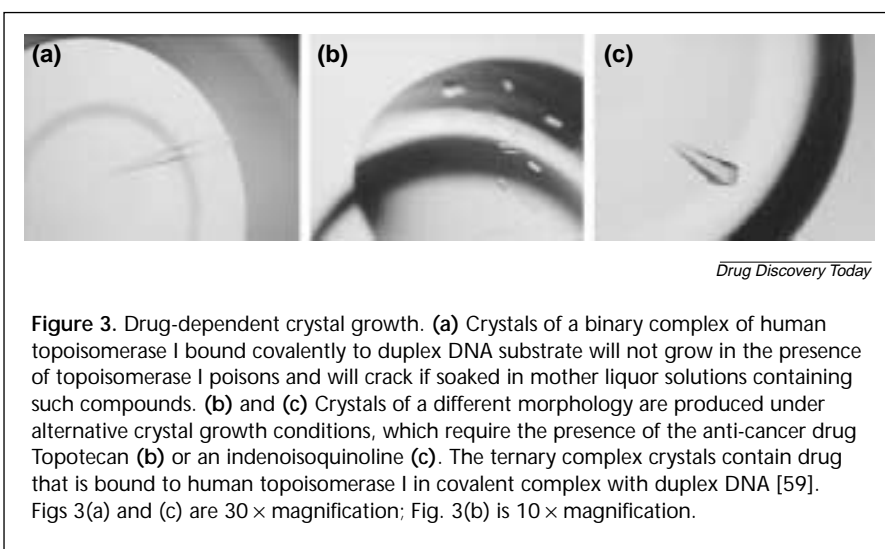 (a) (b) (c)
Drug Discovery Today
Figure 3. Drug-dependent crystal growth. (a) Crystals of a binary complex of human
topoisomerase I bound covalently to duplex DNA substrate will not grow in the presence
of topoisomerase I poisons and will crack if soaked in mother liquor solutions containing
such compounds. (b) and (c) Crystals of a different morphology are produced under
alternative crystal growth conditions, which require the presence of the anti-cancer drug
Topotecan (b) or an indenoisoquinoline (c). The ternary complex crystals contain drug
that is bound to human topoisomerase I in covalent complex with duplex DNA [59].
Figs 3(a) and (c) are 30 × magnification; Fig. 3(b) is 10 × magnification.